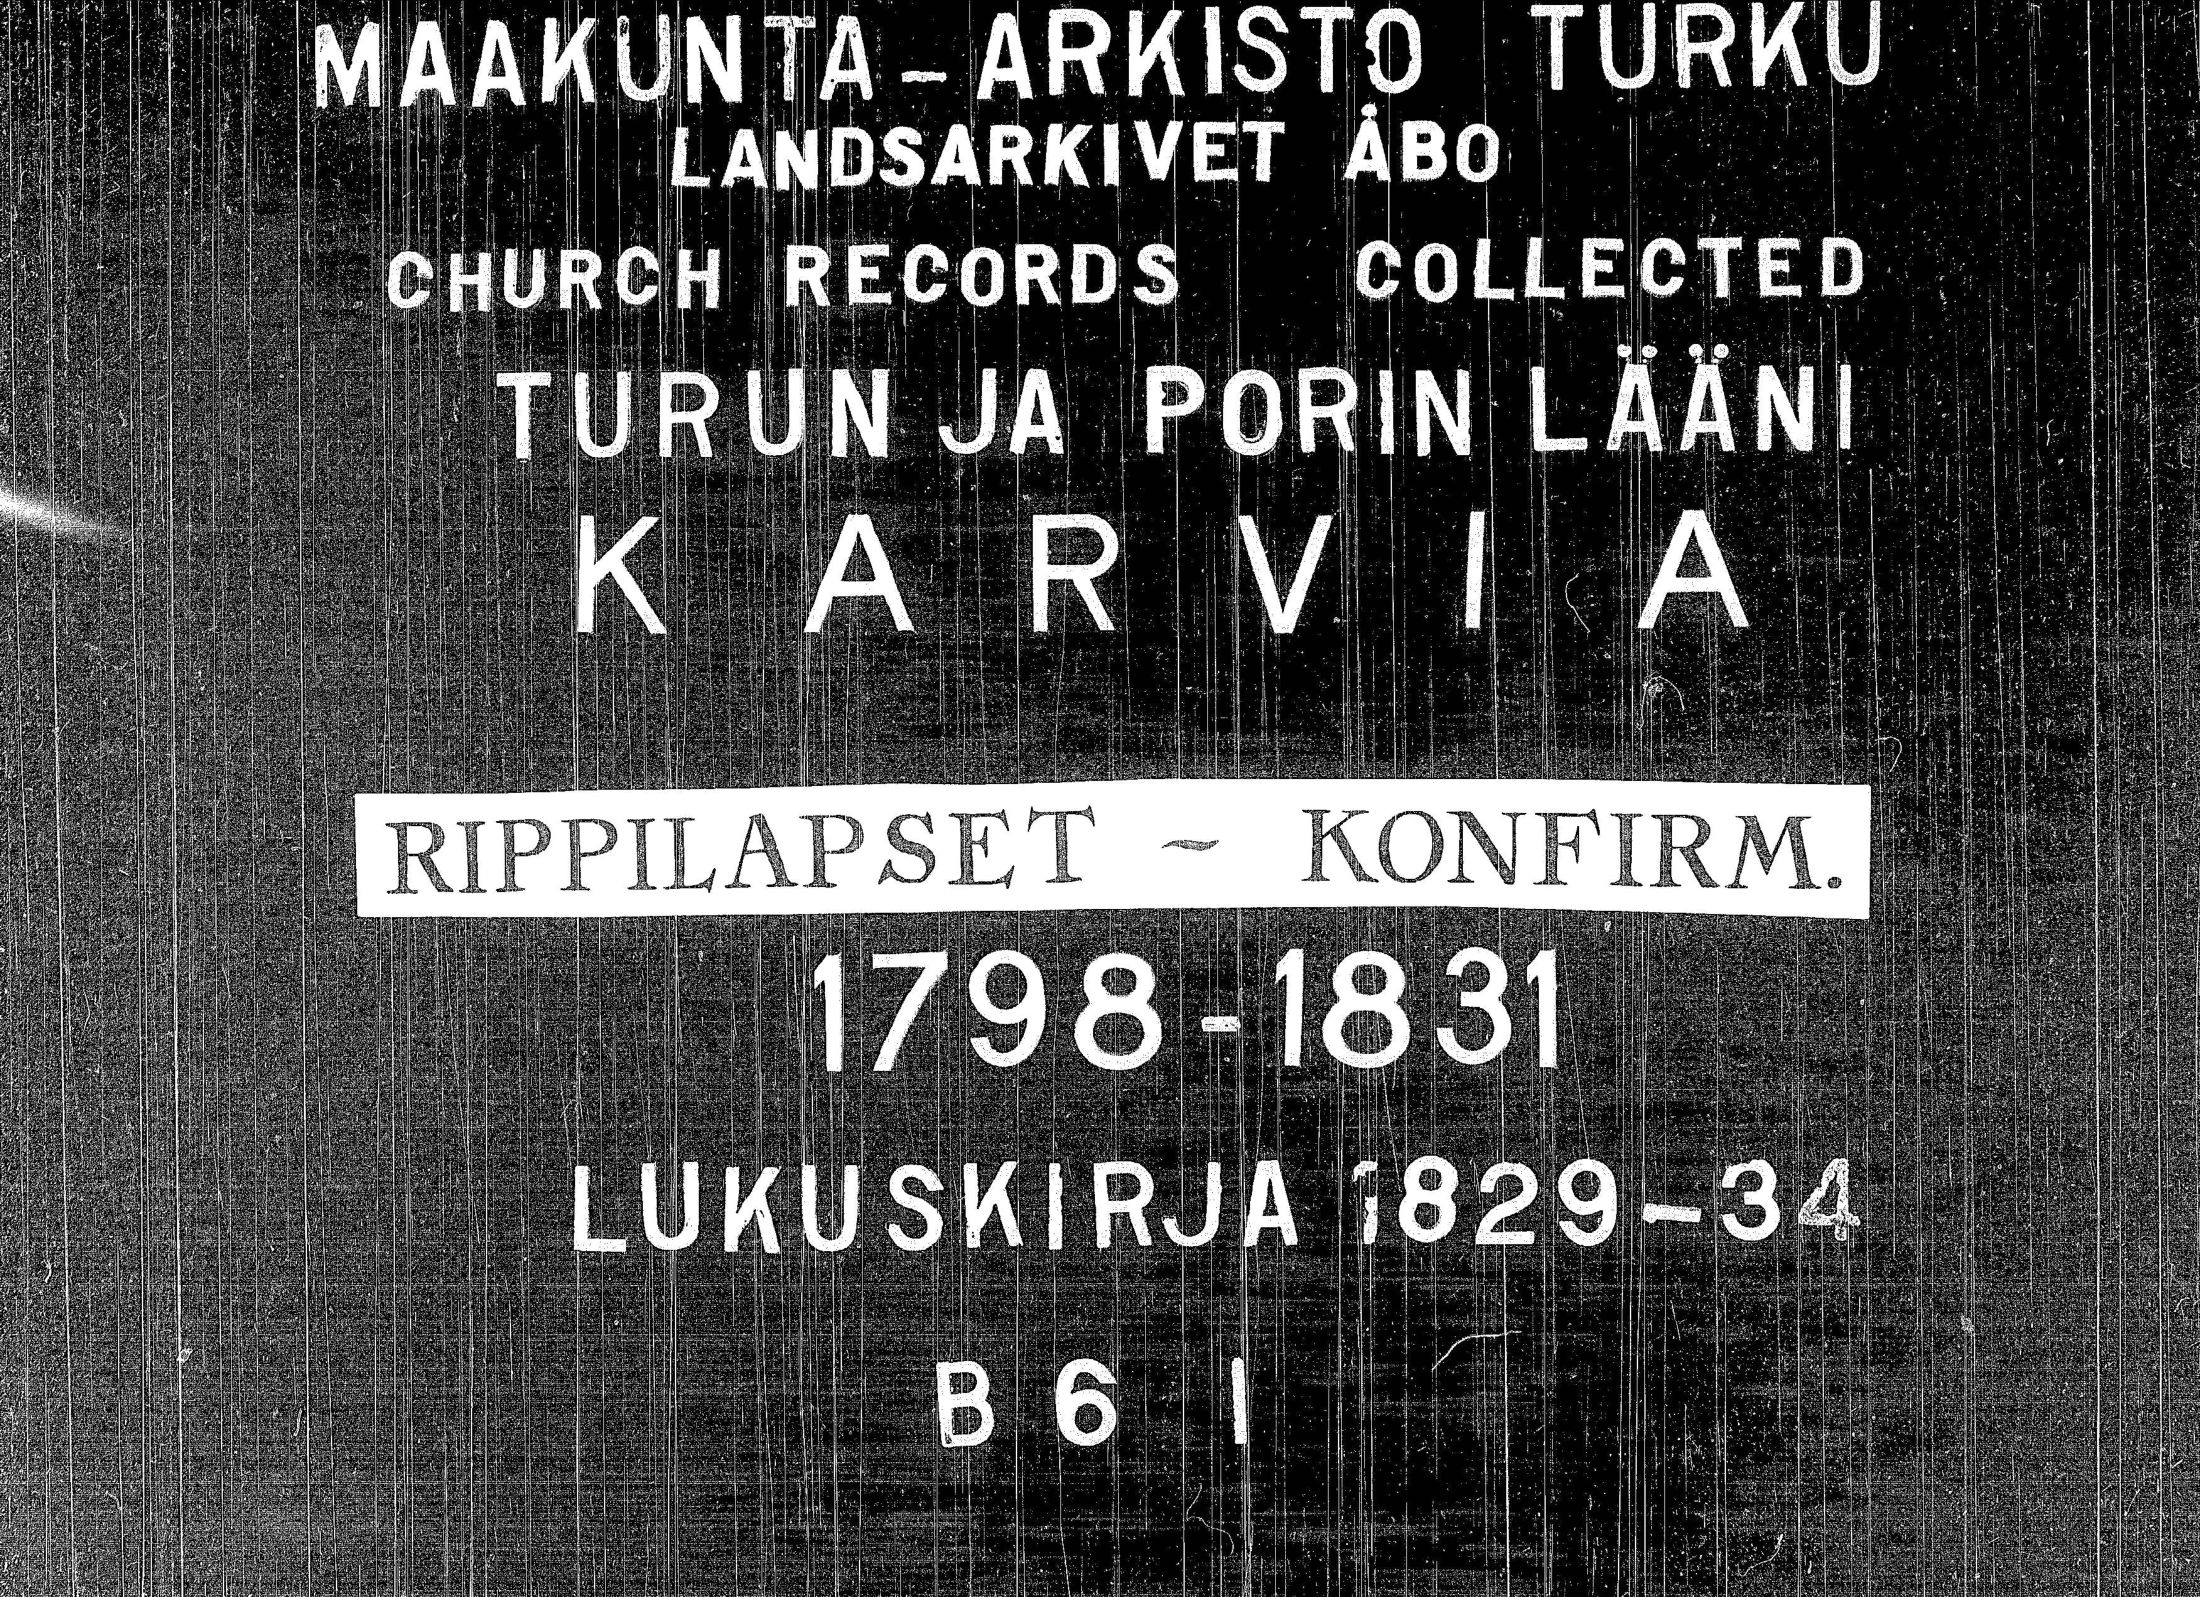 MAAKUNTA-ARKISTO TURKU
LANDSARKIVET ÅBO
CHURCH RECORDS COLLECTED
TURUN JA PORIN LÄÄNI
KARVIA
RIPPILAPSET ~ KONFIRM.
1798-1831
LUKUSKIRJA 1829-34
B 6 I